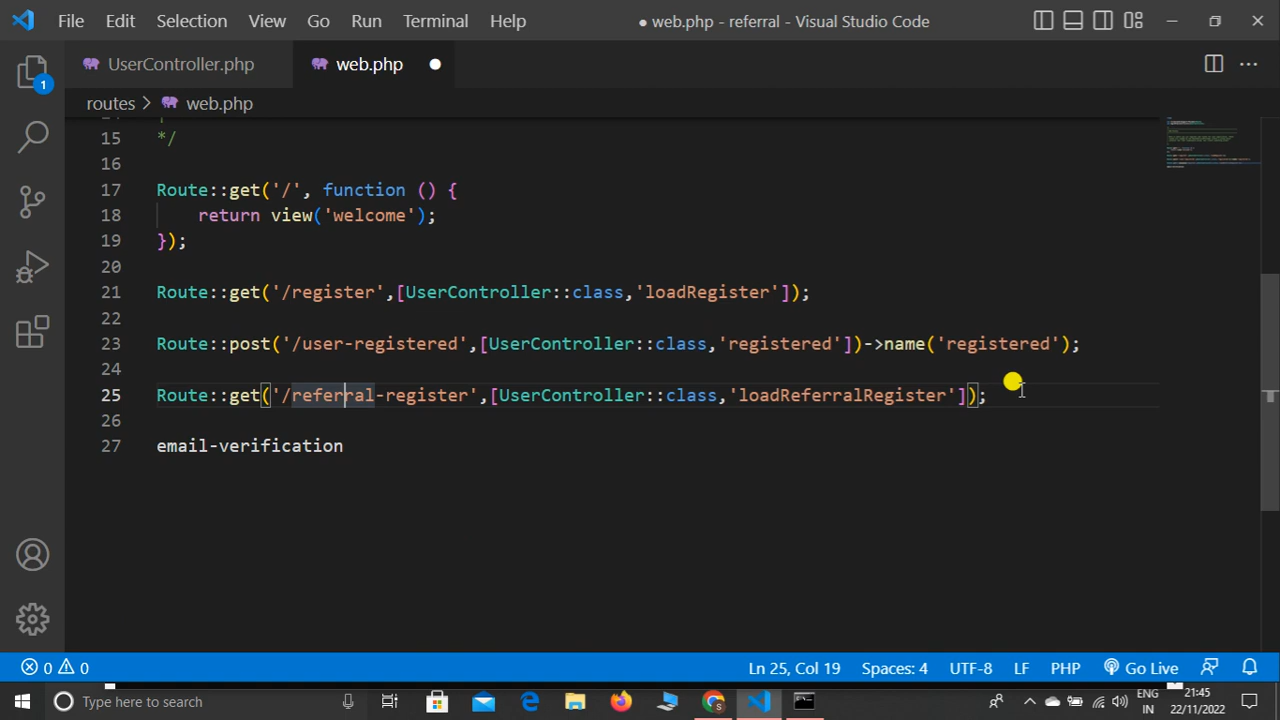 File Edit Selection View Go Run Terminal Help
● web.php - referral - Visual Studio Code
UserController.php
web.php ●
routes > web.php
1
15 */
16
17 Route::get('/', function () {
18 return view('welcome');
19 });
20
21 Route::get('/register',[UserController::class,'loadRegister']);
22
23 Route::post('/user-registered',[UserController::class,'registered'])->name('registered');
24
25 Route::get('/referral-register',[UserController::class,'loadReferralRegister']);
26
27 email-verification
0 0
Ln 25, Col 19 Spaces: 4 UTF-8 LF PHP Go Live
Type here to search
ENG
IN
21:45
22/11/2022